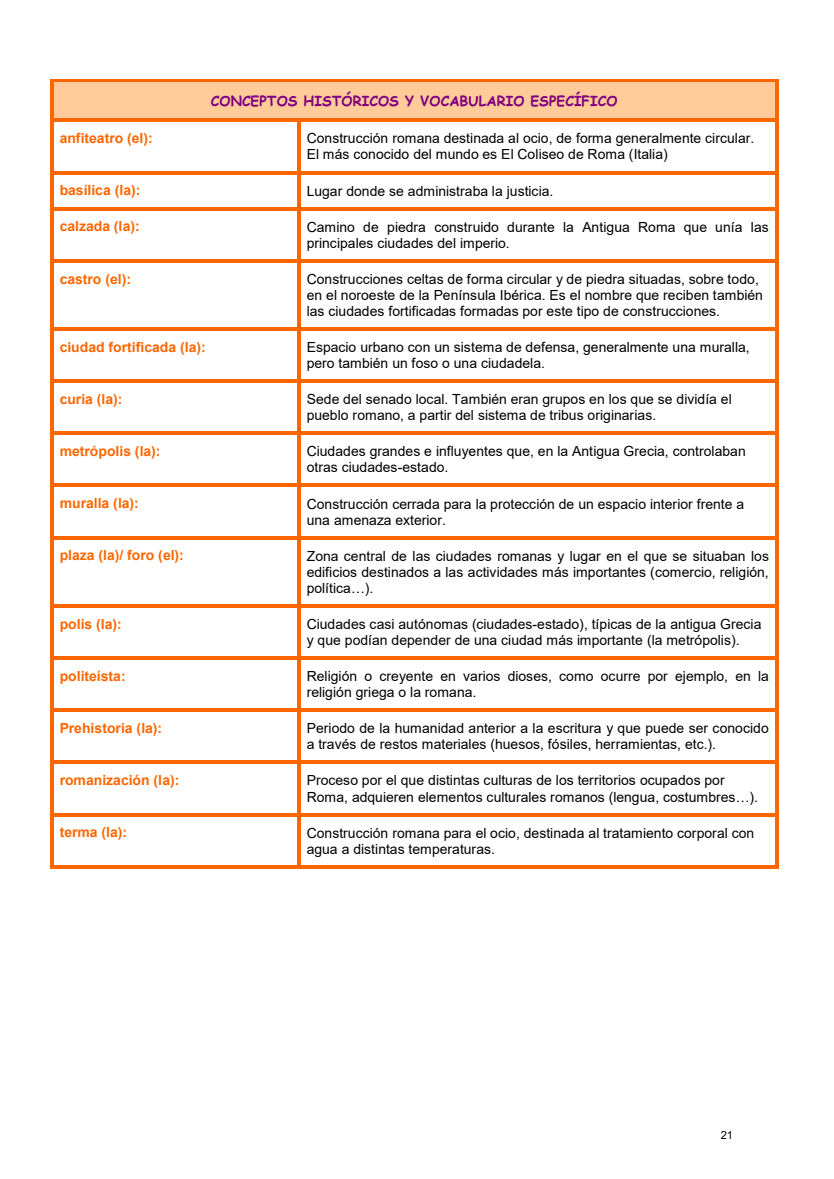 CONCEPTOS HISTÓRICOS Y VOCABULARIO ESPECÍFICO
anfiteatro (el):
Construcción romana destinada al ocio, de forma generalmente circular.
El más conocido del mundo es El Coliseo de Roma (Italia)
basílica (la):
Lugar donde se administraba la justicia.
calzada (la):
Camino de piedra construido durante la Antigua Roma que unía las
principales ciudades del imperio.
castro (el):
Construcciones celtas de forma circular y de piedra situadas, sobre todo,
en el noroeste de la Península Ibérica. Es el nombre que reciben también
las ciudades fortificadas formadas por este tipo de construcciones.
ciudad fortificada (la):
Espacio urbano con un sistema de defensa, generalmente una muralla,
pero también un foso o una ciudadela.
curia (la):
Sede del senado local. También eran grupos en los que se dividía el
pueblo romano, a partir del sistema de tribus originarias.
metrópolis (la):
Ciudades grandes e influyentes que, en la Antigua Grecia, controlaban
otras ciudades-estado.
muralla (la):
Construcción cerrada para la protección de un espacio interior frente a
una amenaza exterior.
plaza (la)/ foro (el):
Zona central de las ciudades romanas y lugar en el que se situaban los
edificios destinados a las actividades más importantes (comercio, religión,
política…).
polis (la):
Ciudades casi autónomas (ciudades-estado), típicas de la antigua Grecia
y que podían depender de una ciudad más importante (la metrópolis).
politeísta:
Religión o creyente en varios dioses, como ocurre por ejemplo, en la
religión griega o la romana.
Prehistoria (la):
Periodo de la humanidad anterior a la escritura y que puede ser conocido
a través de restos materiales (huesos, fósiles, herramientas, etc.).
romanización (la):
Proceso por el que distintas culturas de los territorios ocupados por
Roma, adquieren elementos culturales romanos (lengua, costumbres…).
terma (la):
Construcción romana para el ocio, destinada al tratamiento corporal con
agua a distintas temperaturas.
21